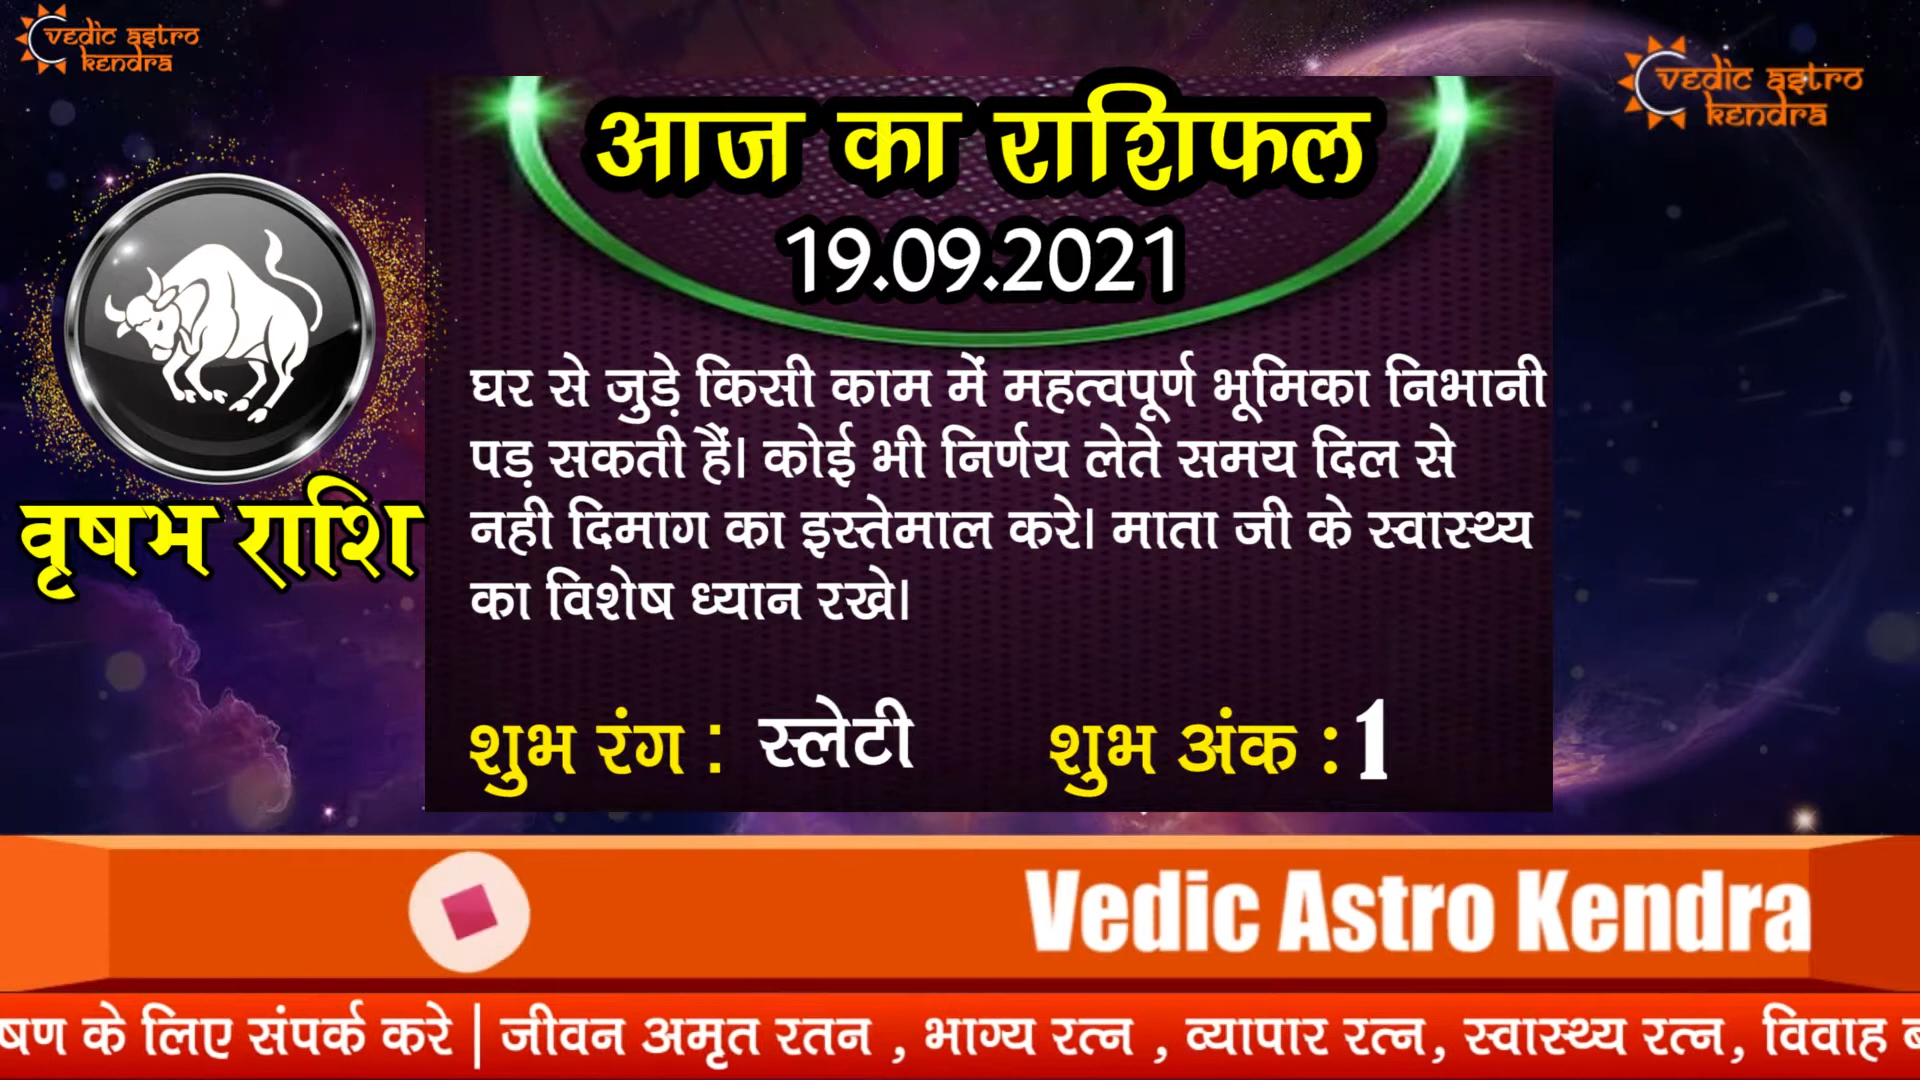 vedic astro
kendra
vedic astro
kendra
आज का राशिफल
19.09.2021
वृषभ राशि
घर से जुड़े किसी काम में महत्वपूर्ण भूमिका निभानी
पड़ सकती हैं। कोई भी निर्णय लेते समय दिल से
नही दिमाग का इस्तेमाल करे। माता जी के स्वास्थ्य
का विशेष ध्यान रखे।
शुभ रंग : स्लेटी
शुभ अंक : 1
Vedic Astro Kendra
षण के लिए संपर्क करे | जीवन अमृत रतन , भाग्य रत्न , व्यापार रत्न, स्वास्थ्य रत्न, विवाह